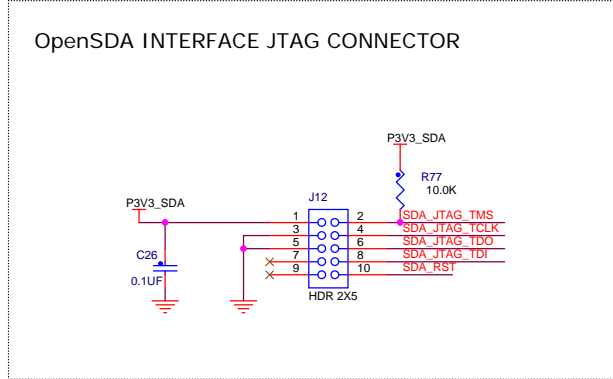 OpenSDA INTERFACE JTAG CONNECTOR
P3V3_SDA
R77
10.0K
J12
P3V3_SDA
1 2 SDA_JTAG_TMS
3 4 SDA_JTAG_TCLK
5 6 SDA_JTAG_TDO
7 8 SDA_JTAG_TDI
9 10 SDA_RST
C26
0.1UF
HDR 2X5